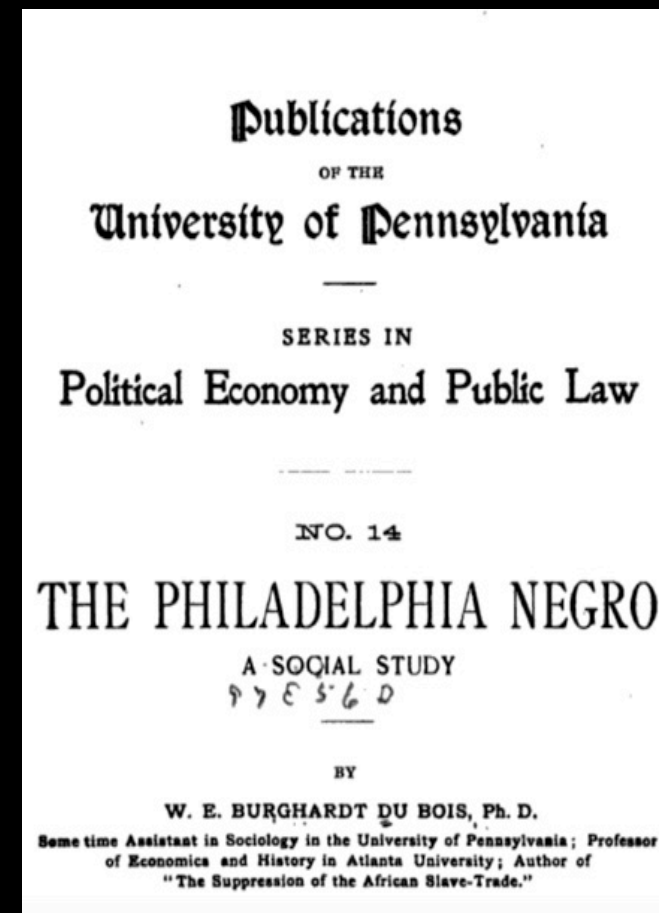 Publications
OF THE
University of Pennsylvania
SERIES IN
Political Economy and Public Law
NO. 14
THE PHILADELPHIA NEGRO
A SOCIAL STUDY
BY
W. E. BURGHARDT DU BOIS, Ph. D.
Some time Assistant in Sociology in the University of Pennsylvania; Professor
of Economics and History in Atlanta University; Author of
"The Suppression of the African Slave-Trade."